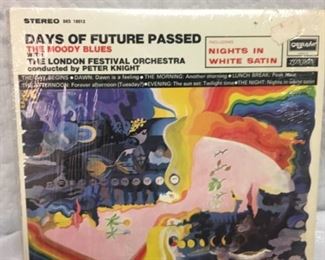 STEREO DES 18012
DAYS OF FUTURE PASSED
THE MOODY BLUES
WITH
THE LONDON FESTIVAL ORCHESTRA
conducted by PETER KNIGHT
INCLUDING
NIGHTS IN
WHITE SATIN
DERAM
THE DAY BEGINS • DAWN: Dawn is a feeling • THE MORNING: Another morning • LUNCH BREAK: Peak Hour
THE AFTERNOON: Forever afternoon (Tuesday?) • EVENING: The sun set: Twilight time • THE NIGHT: Nights in white satin